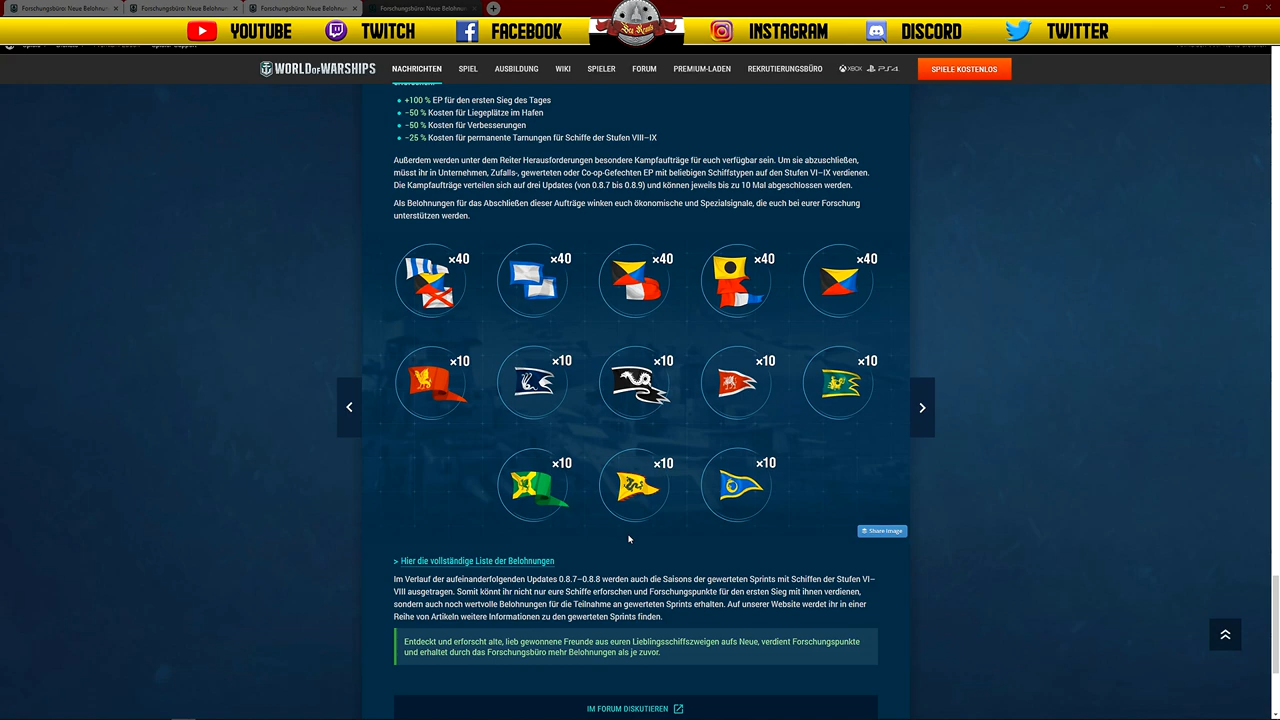 Forschungsbüro: Neue Belohnun
Forschungsbüro: Neue Belohnun
Forschungsbüro: Neue Belohnun
Forschungsbüro: Neue Belohnun
YOUTUBE
TWITCH
FACEBOOK
INSTAGRAM
DISCORD
TWITTER
WORLD OF WARSHIPS
NACHRICHTEN
SPIEL
AUSBILDUNG
WIKI
SPIELER
FORUM
PREMIUM-LADEN
REKRUTIERUNGSBÜRO
XBOX
PS4
SPIELE KOSTENLOS
+100 % EP für den ersten Sieg des Tages
−50 % Kosten für Liegeplätze im Hafen
−50 % Kosten für Verbesserungen
−25 % Kosten für permanente Tarnungen für Schiffe der Stufen VIII–IX
Außerdem werden unter dem Reiter Herausforderungen besondere Kampfaufträge für euch verfügbar sein. Um sie abzuschließen,
müsst ihr in Unternehmen, Zufalls-, gewerteten oder Co-op-Gefechten EP mit beliebigen Schiffstypen auf den Stufen VI–IX verdienen.
Die Kampfaufträge verteilen sich auf drei Updates (von 0.8.7 bis 0.8.9) und können jeweils bis zu 10 Mal abgeschlossen werden.
Als Belohnungen für das Abschließen dieser Aufträge winken euch ökonomische und Spezialsignale, die euch bei eurer Forschung
unterstützen werden.
×40
×40
×40
×40
×40
×10
×10
×10
×10
×10
×10
×10
×10
Share Image
> Hier die vollständige Liste der Belohnungen
Im Verlauf der aufeinanderfolgenden Updates 0.8.7–0.8.8 werden auch die Saisons der gewerteten Sprints mit Schiffen der Stufen VI–
VIII ausgetragen. Somit könnt ihr nicht nur eure Schiffe erforschen und Forschungspunkte für den ersten Sieg mit ihnen verdienen,
sondern auch noch wertvolle Belohnungen für die Teilnahme an gewerteten Sprints erhalten. Auf unserer Website werdet ihr in einer
Reihe von Artikeln weitere Informationen zu den gewerteten Sprints finden.
Entdeckt und erforscht alte, lieb gewonnene Freunde aus euren Lieblingsschiffszweigen aufs Neue, verdient Forschungspunkte
und erhaltet durch das Forschungsbüro mehr Belohnungen als je zuvor.
IM FORUM DISKUTIEREN